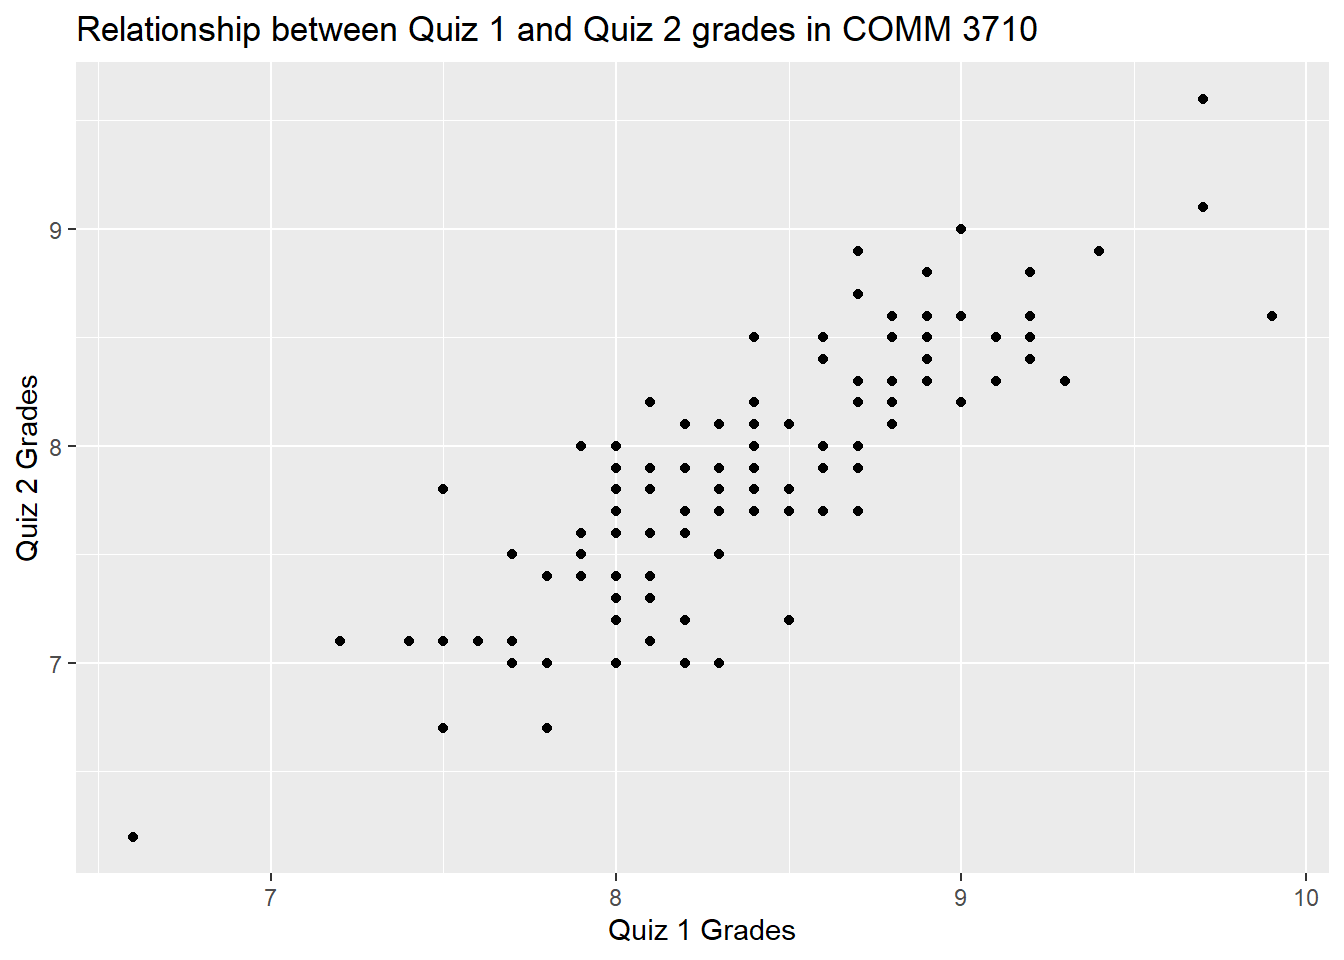 Relationship between Quiz 1 and Quiz 2 grades in COMM 3710
9
8
7
Quiz 2 Grades
7 8 9 10
Quiz 1 Grades